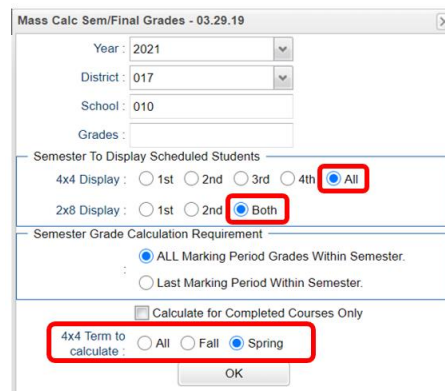 Mass Calc Sem/Final Grades - 03.29.19
Year : 2021
District : 017
School : 010
Grades :
Semester To Display Scheduled Students
4x4 Display : 1st 2nd 3rd 4th All
2x8 Display : 1st 2nd Both
Semester Grade Calculation Requirement
ALL Marking Period Grades Within Semester.
:
Last Marking Period Within Semester.
Calculate for Completed Courses Only
4x4 Term to
calculate : All Fall Spring
OK